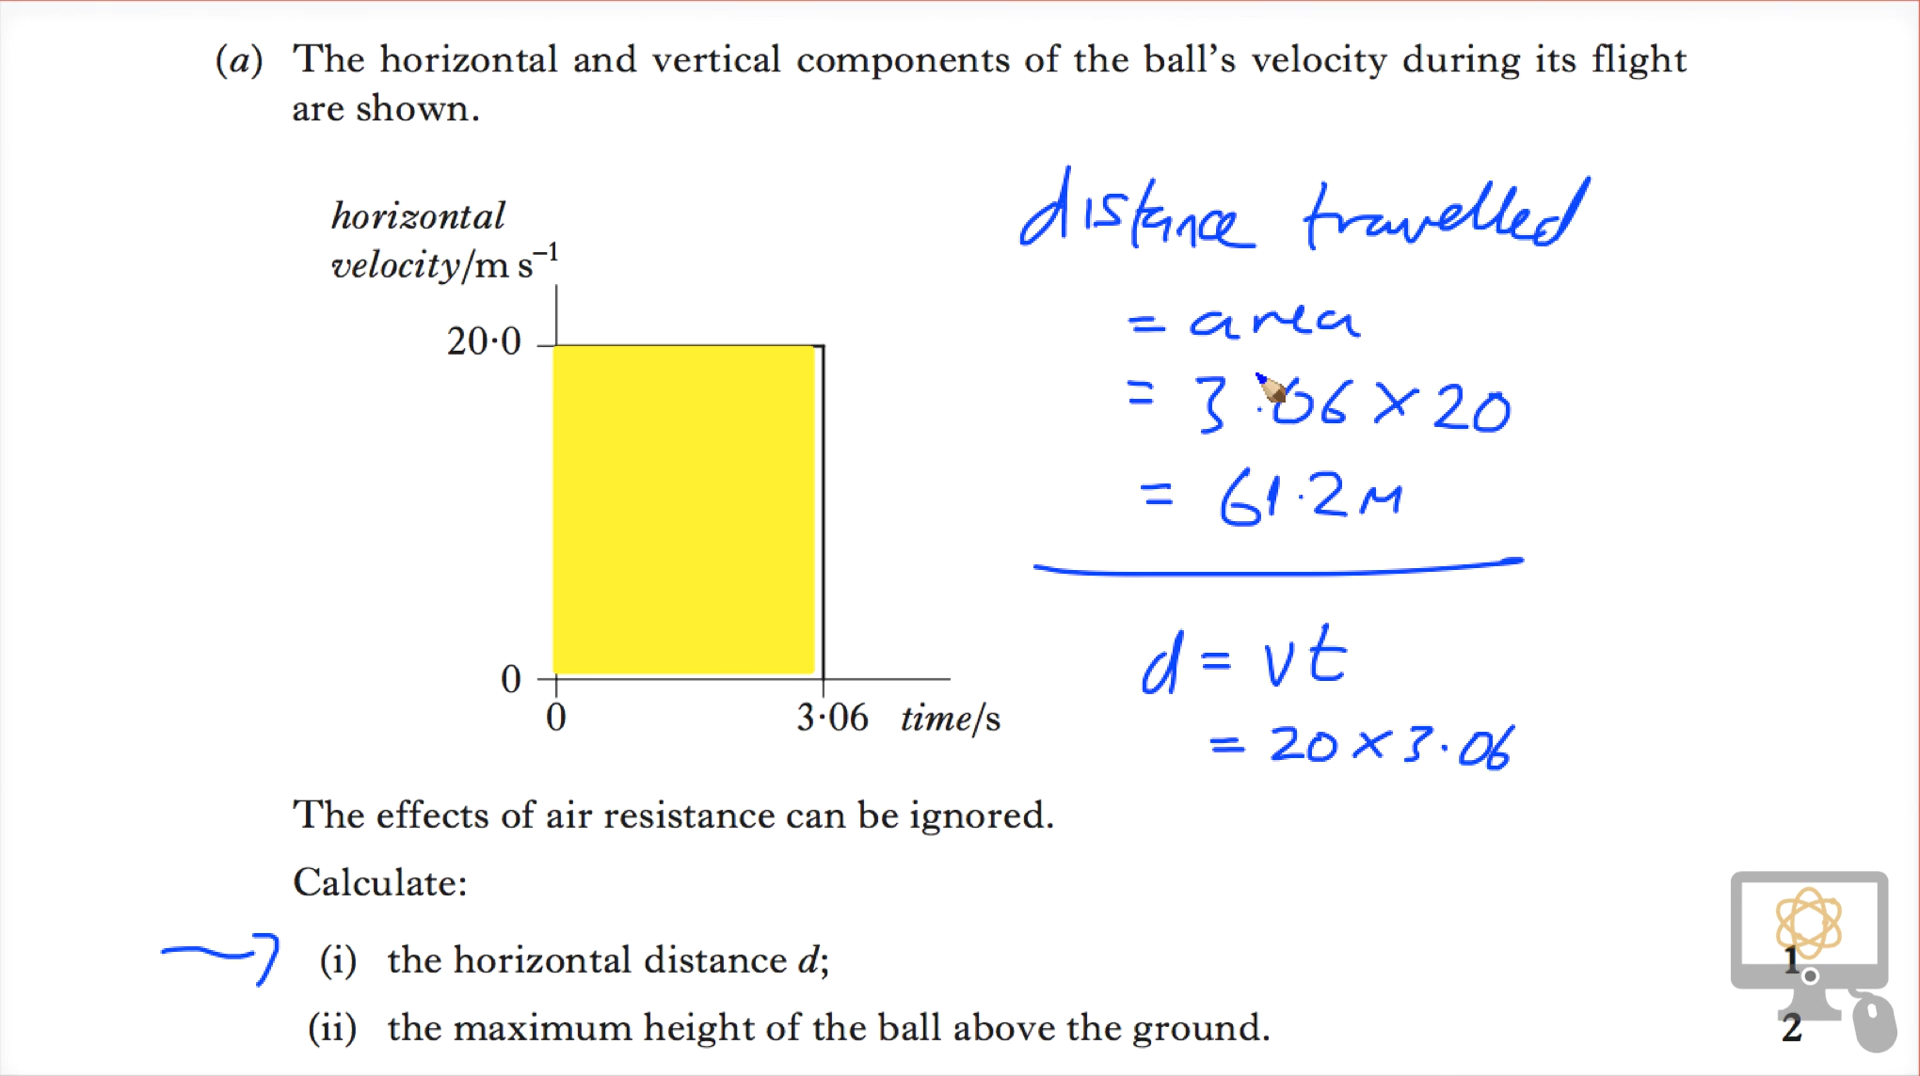 (a) The horizontal and vertical components of the ball's velocity during its flight
are shown.
horizontal
velocity/m s⁻¹
20·0
0
0
3·06 time/s
distance travelled
= area
= 3·06 × 20
= 61·2 m
d = vt
= 20 × 3·06
The effects of air resistance can be ignored.
Calculate:
(i) the horizontal distance d;
1
(ii) the maximum height of the ball above the ground.
2